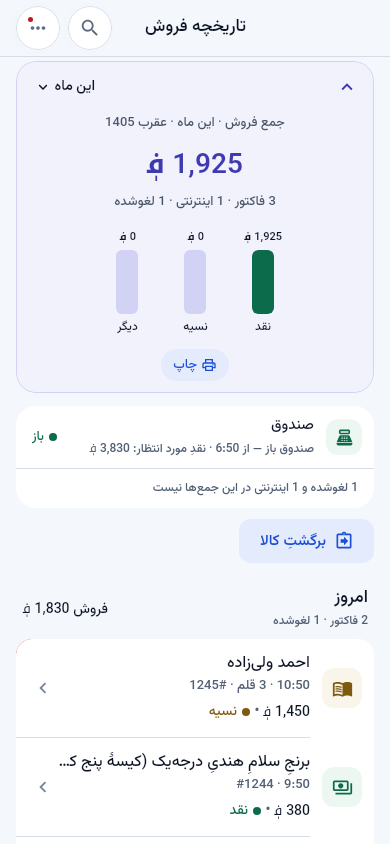 تاریخچه فروش
این ماه
جمع فروش · این ماه · عقرب 1405
1,925 ؋
3 فاکتور · 1 اینترنتی · 1 لغوشده
1,925 ؋
0 ؋
0 ؋
نقد
نسیه
دیگر
چاپ
صندوق
صندوق باز — از 6:50 · نقدِ مورد انتظار: 3,830 ؋
باز
1 لغوشده و 1 اینترنتی در این جمع‌ها نیست
برگشتِ کالا
امروز
فروش 1,830 ؋
2 فاکتور · 1 لغوشده
احمد ولی‌زاده
10:50 · 3 قلم · #1245
1,450 ؋ • نسیه
برنجِ سلامِ هندیِ درجه‌یک (کیسهٔ پنج ک...
9:50 · #1244
380 ؋ • نقد